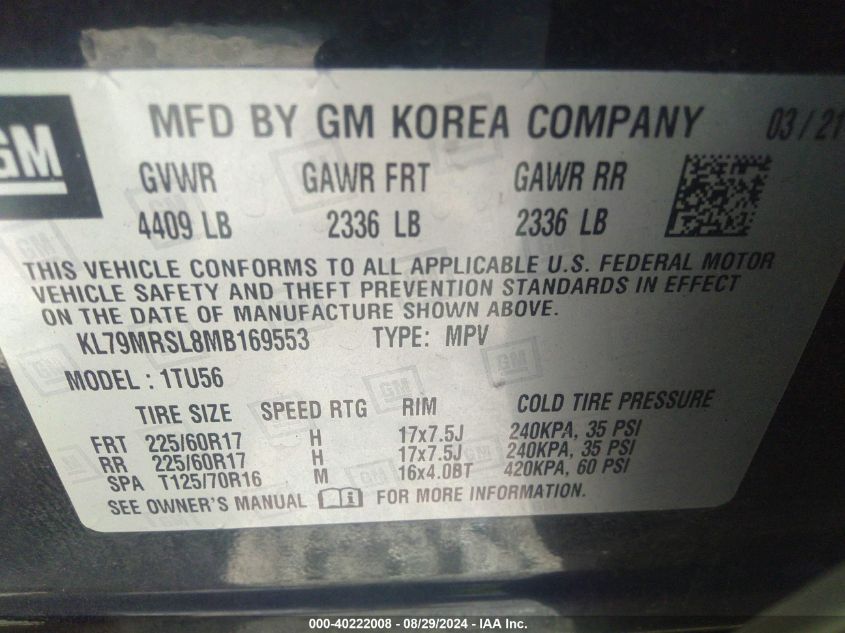 GM
MFD BY GM KOREA COMPANY 03/21
GVWR GAWR FRT GAWR RR
4409 LB 2336 LB 2336 LB
THIS VEHICLE CONFORMS TO ALL APPLICABLE U.S. FEDERAL MOTOR
VEHICLE SAFETY AND THEFT PREVENTION STANDARDS IN EFFECT
ON THE DATE OF MANUFACTURE SHOWN ABOVE.
KL79MRSL8MB169553 TYPE: MPV
MODEL : 1TU56
TIRE SIZE SPEED RTG RIM COLD TIRE PRESSURE
FRT 225/60R17 H 17x7.5J 240KPA, 35 PSI
RR 225/60R17 H 17x7.5J 240KPA, 35 PSI
SPA T125/70R16 M 16x4.0BT 420KPA, 60 PSI
SEE OWNER'S MANUAL FOR MORE INFORMATION.
000-40222008 - 08/29/2024 - IAA Inc.